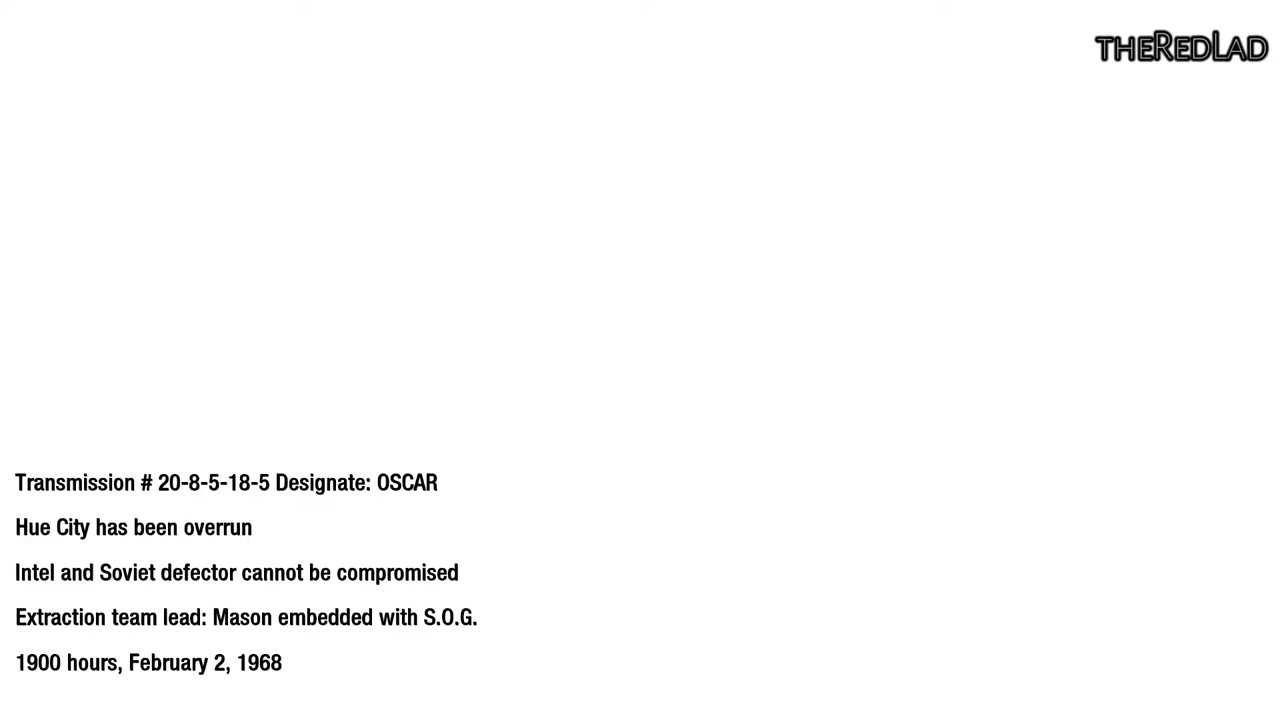 THEREDLAD
Transmission # 20-8-5-18-5 Designate: OSCAR
Hue City has been overrun
Intel and Soviet defector cannot be compromised
Extraction team lead: Mason embedded with S.O.G.
1900 hours, February 2, 1968